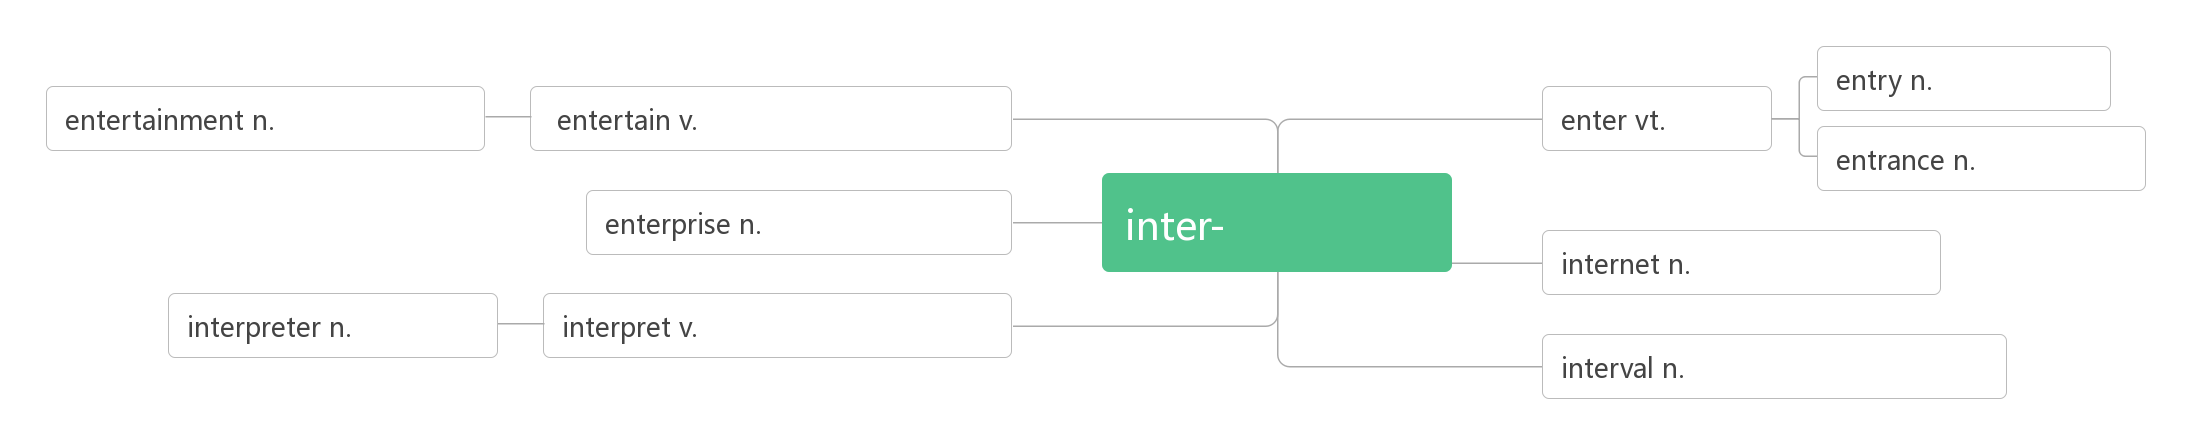 inter-
enter vt.
entry n.
entrance n.
internet n.
interval n.
entertain v.
entertainment n.
enterprise n.
interpret v.
interpreter n.